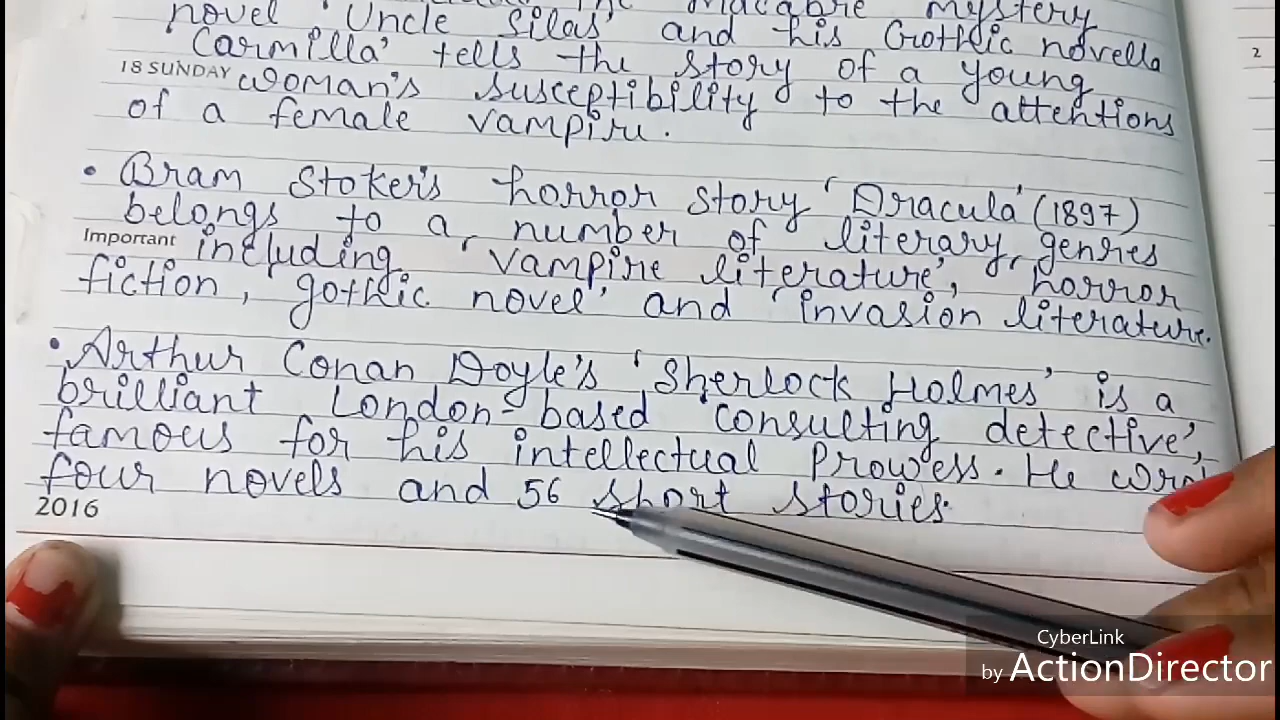 Macabre mystery
novel 'Uncle Silas' and his Gothic novella
'Carmilla' tells the story of a young
18 SUNDAY woman's susceptibility to the attentions
of a female vampire.
• Bram Stoker's horror story 'Dracula' (1897)
belongs to a number of literary genres
Important including 'vampire literature', 'horror
fiction, 'gothic novel' and 'invasion literature.
• Arthur Conan Doyle's 'Sherlock Holmes' is a
brilliant London-based 'consulting detective',
famous for his intellectual Prowess. He
four novels and 56 short stories.
2016
2
CyberLink
by ActionDirector